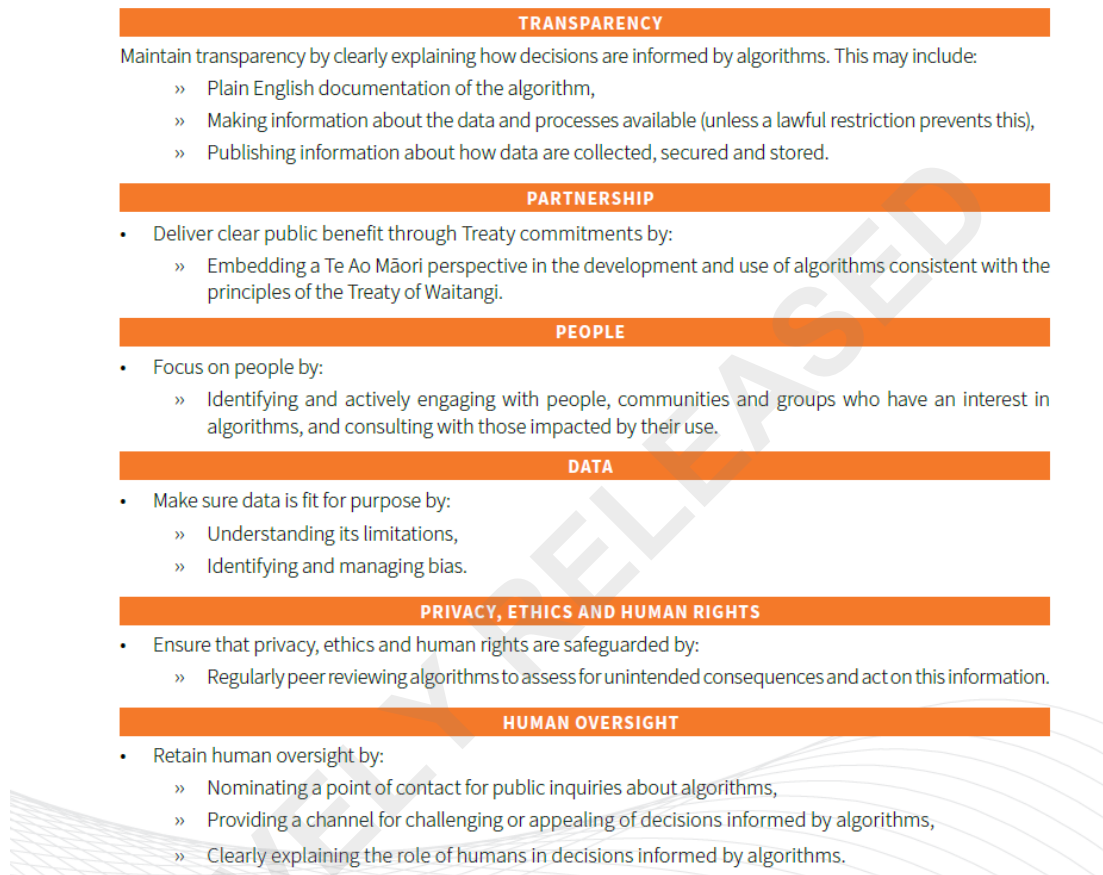 TRANSPARENCY
Maintain transparency by clearly explaining how decisions are informed by algorithms. This may include:
» Plain English documentation of the algorithm,
» Making information about the data and processes available (unless a lawful restriction prevents this),
» Publishing information about how data are collected, secured and stored.
PARTNERSHIP
• Deliver clear public benefit through Treaty commitments by:
» Embedding a Te Ao Māori perspective in the development and use of algorithms consistent with the
principles of the Treaty of Waitangi.
PEOPLE
• Focus on people by:
» Identifying and actively engaging with people, communities and groups who have an interest in
algorithms, and consulting with those impacted by their use.
DATA
• Make sure data is fit for purpose by:
» Understanding its limitations,
» Identifying and managing bias.
PRIVACY, ETHICS AND HUMAN RIGHTS
• Ensure that privacy, ethics and human rights are safeguarded by:
» Regularly peer reviewing algorithms to assess for unintended consequences and act on this information.
HUMAN OVERSIGHT
• Retain human oversight by:
» Nominating a point of contact for public inquiries about algorithms,
» Providing a channel for challenging or appealing of decisions informed by algorithms,
» Clearly explaining the role of humans in decisions informed by algorithms.
RELEASED